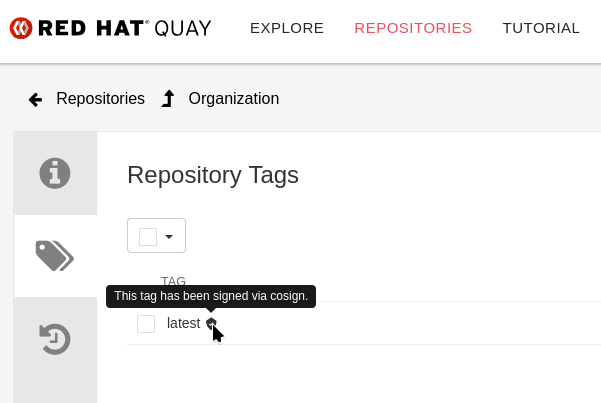 RED HAT® QUAY EXPLORE REPOSITORIES TUTORIAL
Repositories Organization
Repository Tags
TAG
This tag has been signed via cosign.
latest